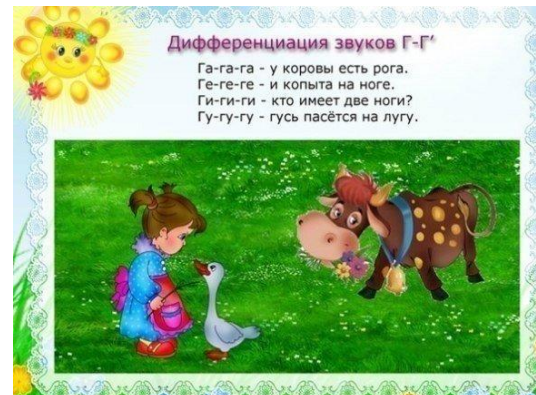 Дифференциация звуков Г-Г’
Га-га-га - у коровы есть рога.
Ге-ге-ге - и копыта на ноге.
Ги-ги-ги - кто имеет две ноги?
Гу-гу-гу - гусь пасётся на лугу.